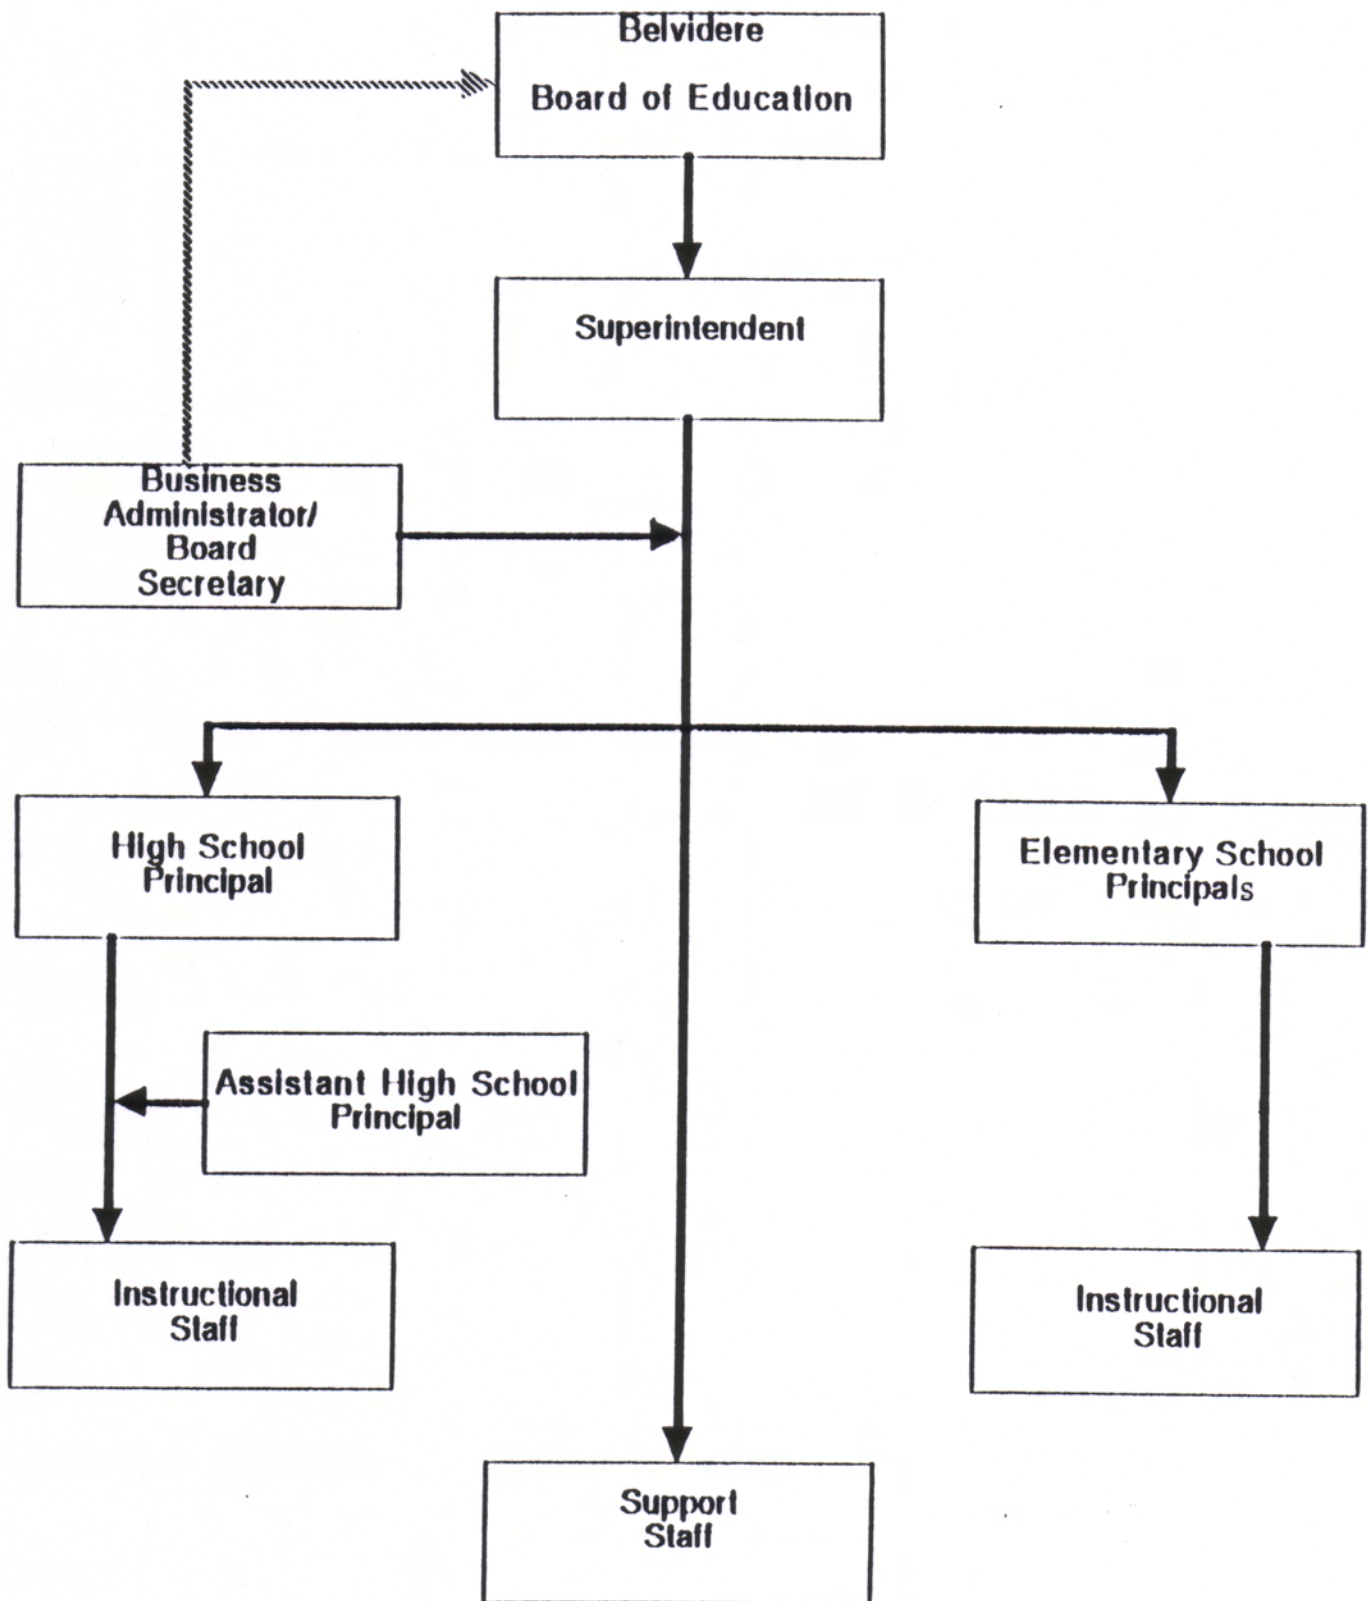 Belvidere
Board of Education
Superintendent
Business
Administrator/
Board
Secretary
High School
Principal
Elementary School
Principals
Assistant High School
Principal
Instructional
Staff
Instructional
Staff
Support
Staff